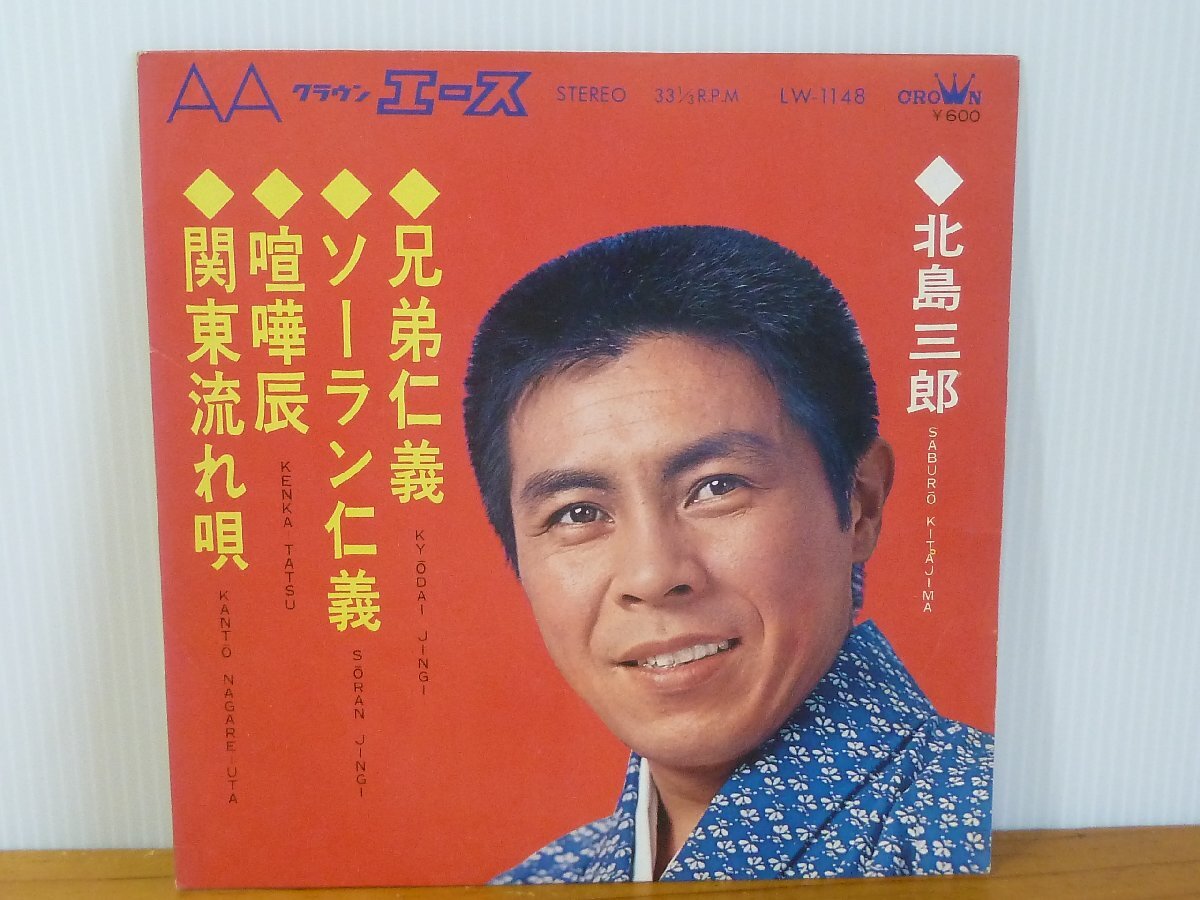 AA クラウン エース STEREO 33⅓ R.P.M LW-1148 CROWN
¥600
◆北島三郎
SABURŌ KITAJIMA
◆兄弟仁義
KYŌDAI JINGI
◆ソーラン仁義
SŌRAN JINGI
◆喧嘩辰
KENKA TATSU
◆関東流れ唄
KANTŌ NAGARE-UTA